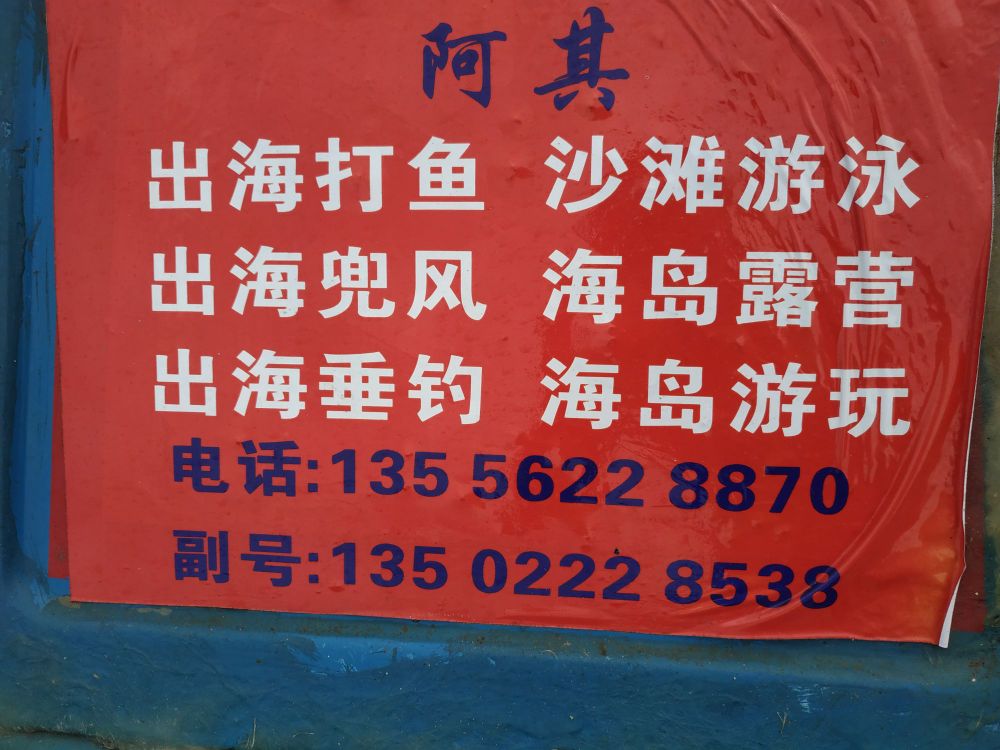 阿其
出海打鱼 沙滩游泳
出海兜风 海岛露营
出海垂钓 海岛游玩
电话:135 5622 8870
副号:135 0222 8538